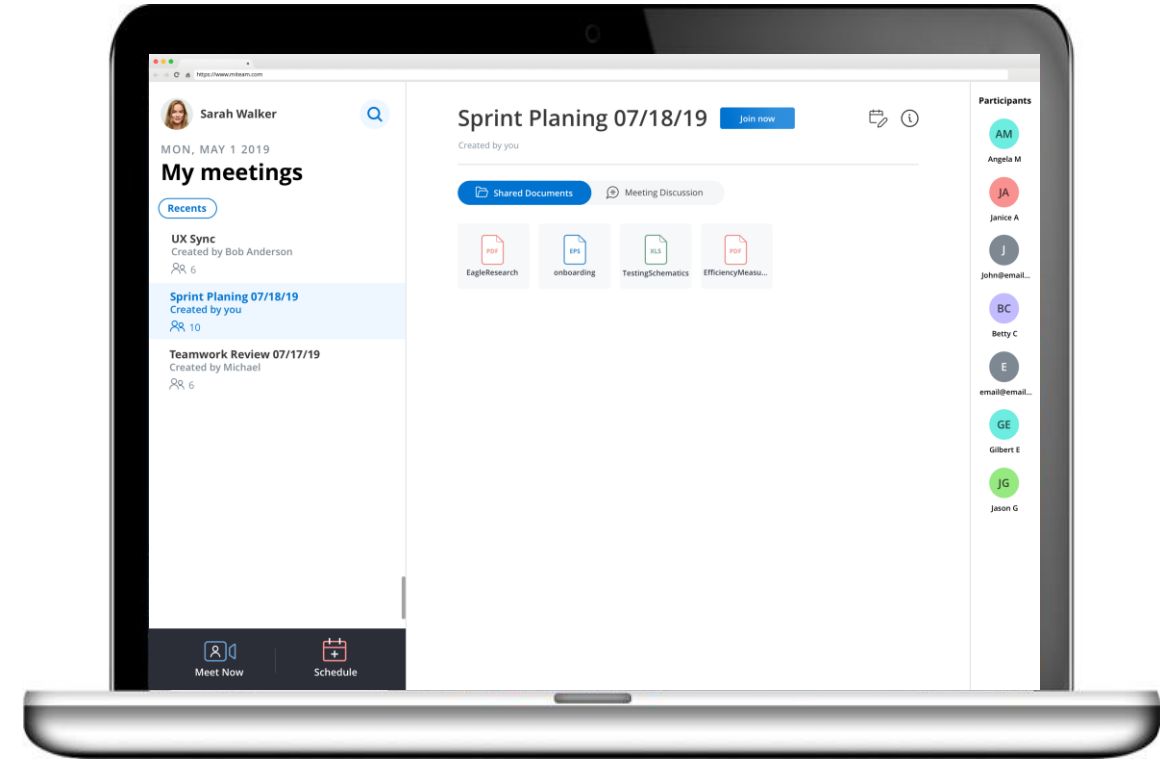 https://www.miteam.com
Sarah Walker
MON, MAY 1 2019
My meetings
Recents
UX Sync
Created by Bob Anderson
6
Sprint Planing 07/18/19
Created by you
10
Teamwork Review 07/17/19
Created by Michael
6
Meet Now
Schedule
Sprint Planing 07/18/19
Join now
Created by you
Shared Documents
Meeting Discussion
PDF
EagleResearch
EPS
onboarding
XLS
TestingSchematics
PDF
EfficiencyMeasu...
Participants
AM
Angela M
JA
Janice A
J
John@email...
BC
Betty C
E
email@email...
GE
Gilbert E
JG
Jason G